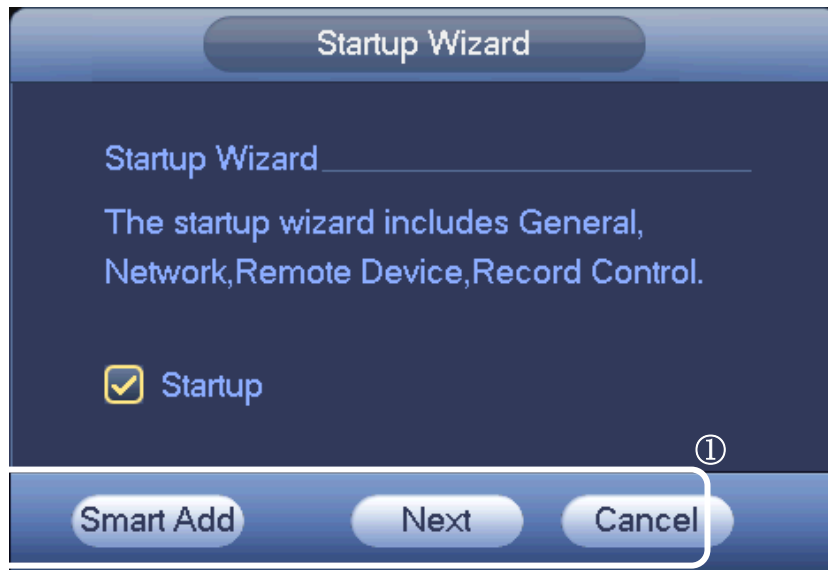 Startup Wizard
Startup Wizard
The startup wizard includes General,
Network,Remote Device,Record Control.
Startup
①
Smart Add Next Cancel